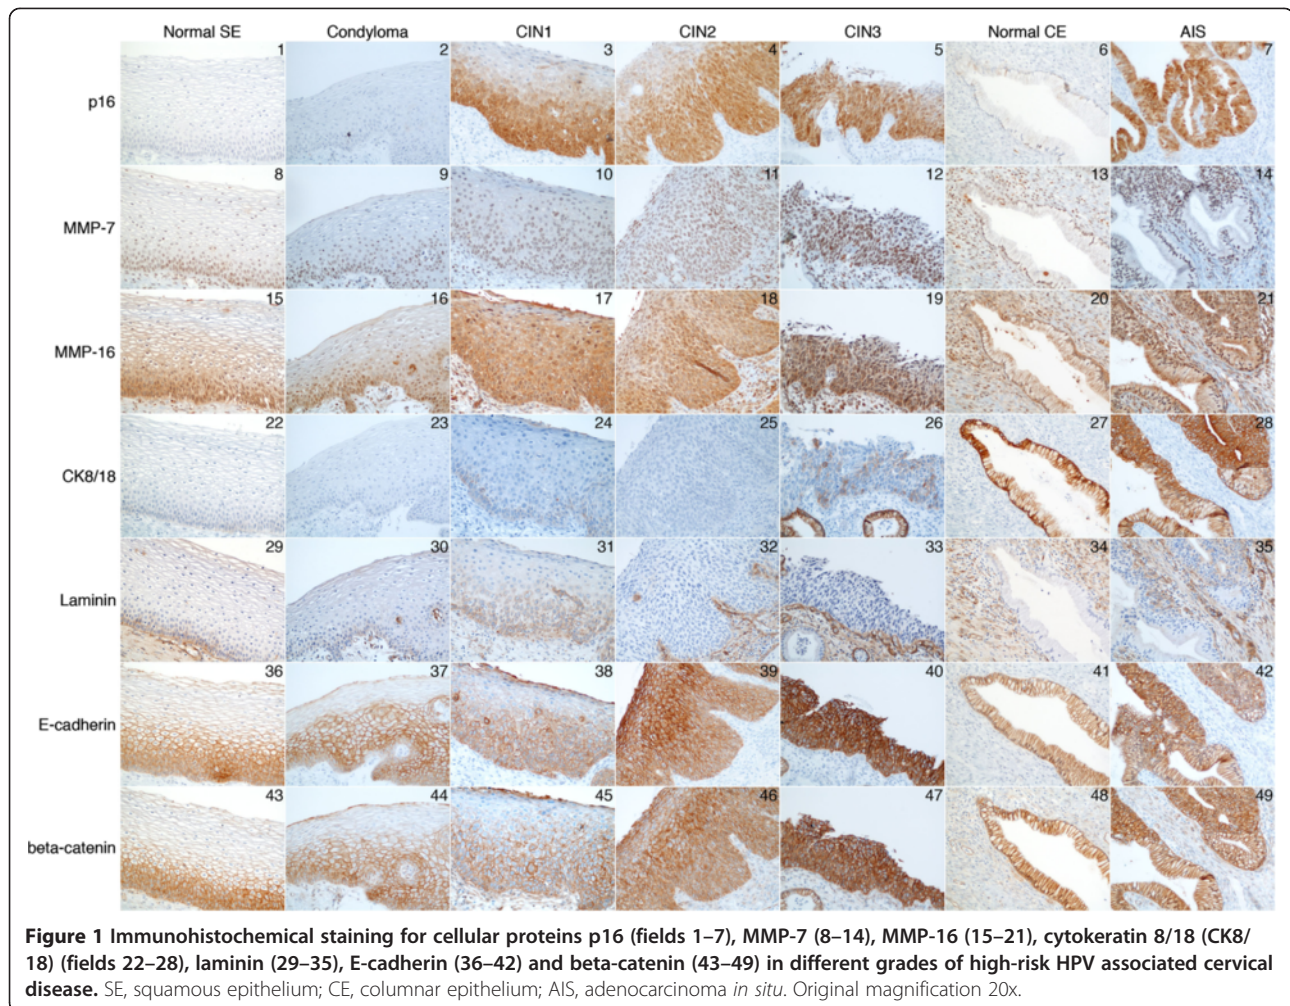 Normal SE Condyloma CIN1 CIN2 CIN3 Normal CE AIS
p16 1 2 3 4 5 6 7
MMP-7 8 9 10 11 12 13 14
MMP-16 15 16 17 18 19 20 21
CK8/18 22 23 24 25 26 27 28
Laminin 29 30 31 32 33 34 35
E-cadherin 36 37 38 39 40 41 42
beta-catenin 43 44 45 46 47 48 49
Figure 1 Immunohistochemical staining for cellular proteins p16 (fields 1–7), MMP-7 (8–14), MMP-16 (15–21), cytokeratin 8/18 (CK8/
18) (fields 22–28), laminin (29–35), E-cadherin (36–42) and beta-catenin (43–49) in different grades of high-risk HPV associated cervical
disease. SE, squamous epithelium; CE, columnar epithelium; AIS, adenocarcinoma in situ. Original magnification 20x.